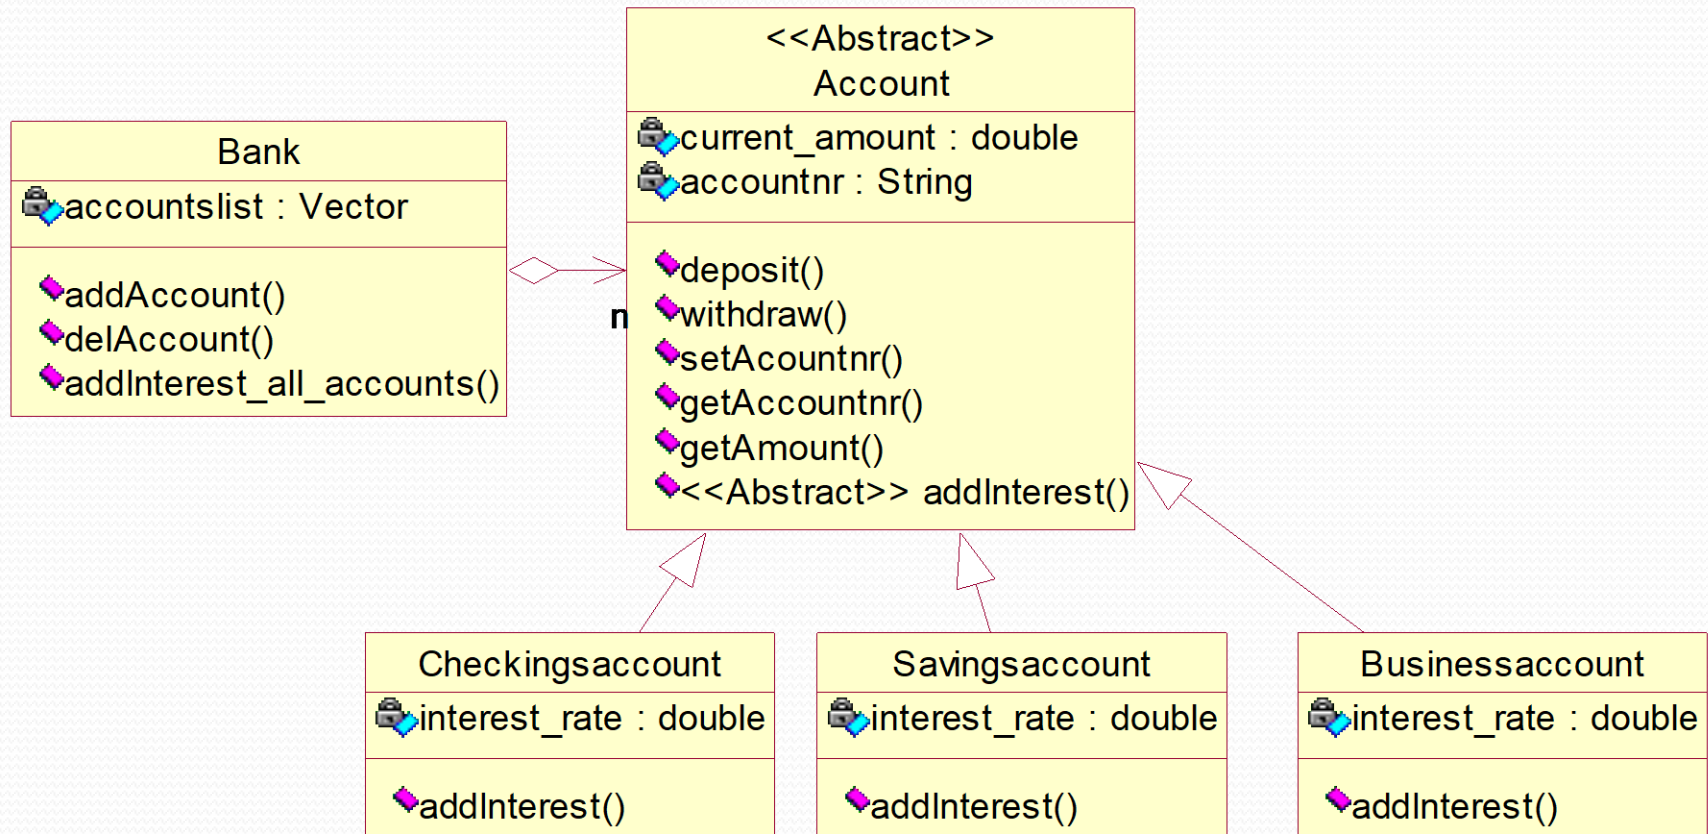 Bank
accountslist : Vector
addAccount()
delAccount()
addInterest_all_accounts()
n
<<Abstract>>
Account
current_amount : double
accountnr : String
deposit()
withdraw()
setAcountnr()
getAccountnr()
getAmount()
<<Abstract>> addInterest()
Checkingsaccount
interest_rate : double
addInterest()
Savingsaccount
interest_rate : double
addInterest()
Businessaccount
interest_rate : double
addInterest()